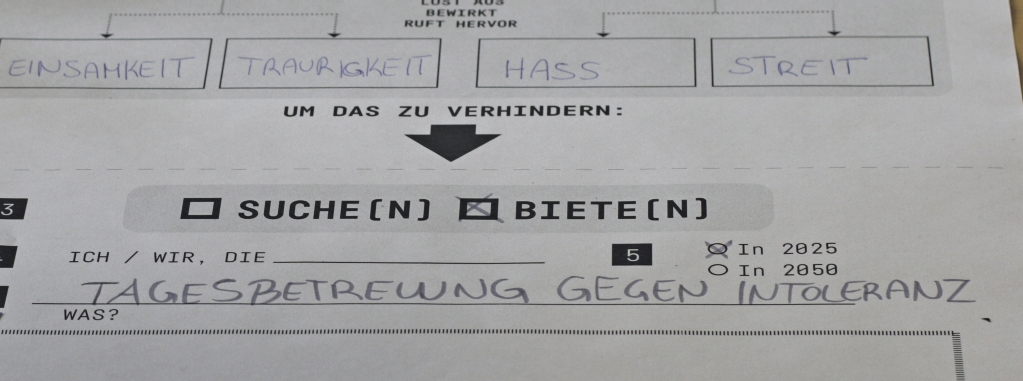 LÖST AUS
BEWIRKT
RUFT HERVOR
EINSAMKEIT TRAURIGKEIT HASS STREIT
UM DAS ZU VERHINDERN:
3 SUCHE(N) BIETE(N)
ICH / WIR, DIE 5 In 2025
In 2050
TAGESBETREUUNG GEGEN INTOLERANZ
WAS?